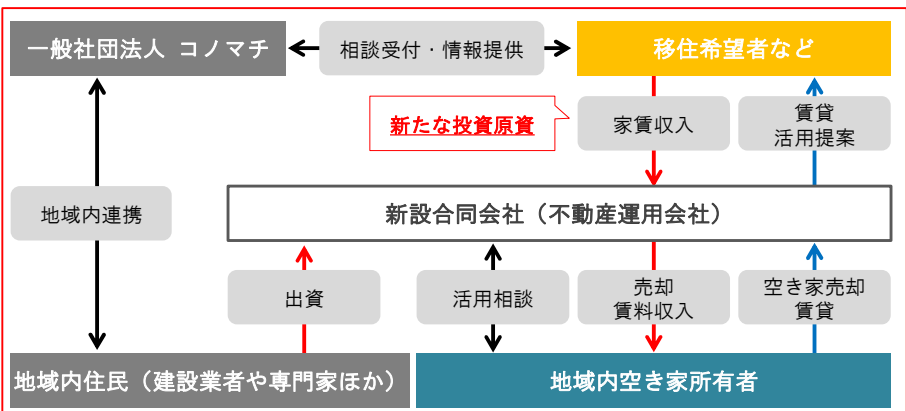 一般社団法人 コノマチ
相談受付・情報提供
移住希望者など
新たな投資原資
家賃収入
賃貸
活用提案
地域内連携
新設合同会社（不動産運用会社）
出資
活用相談
売却
賃料収入
空き家売却
賃貸
地域内住民（建設業者や専門家ほか）
地域内空き家所有者